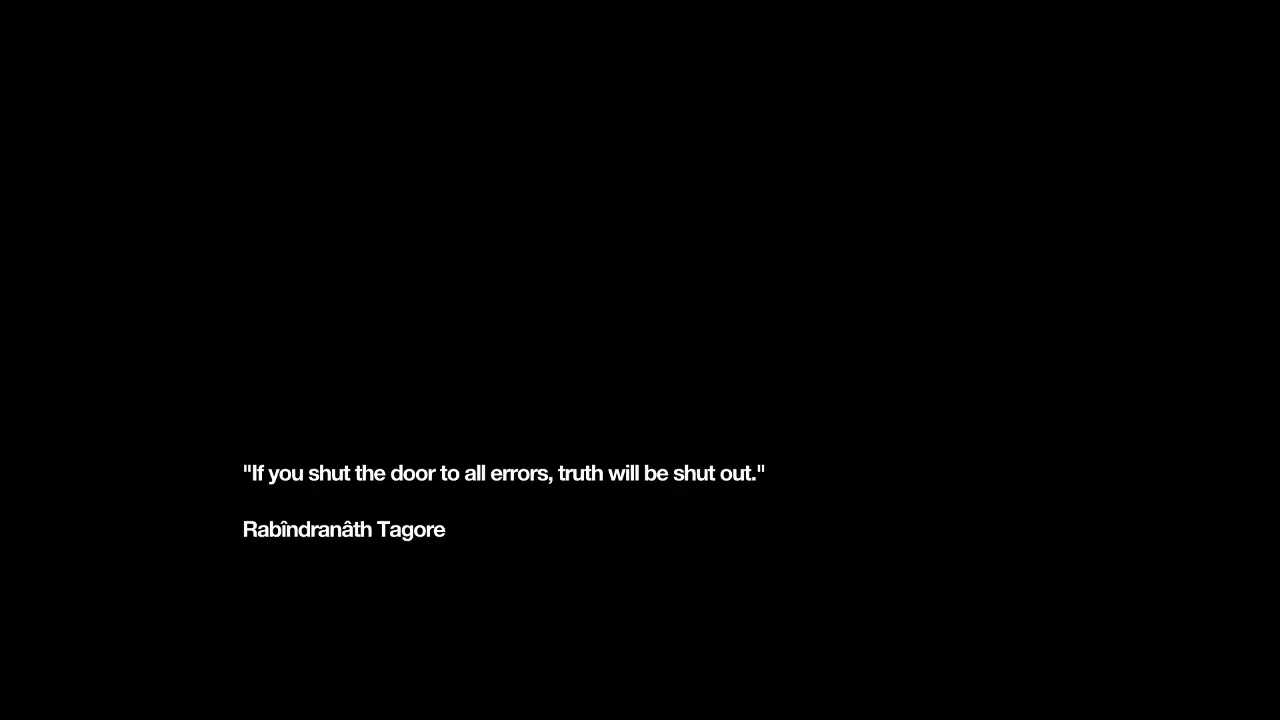 "If you shut the door to all errors, truth will be shut out."
Rabîndranâth Tagore